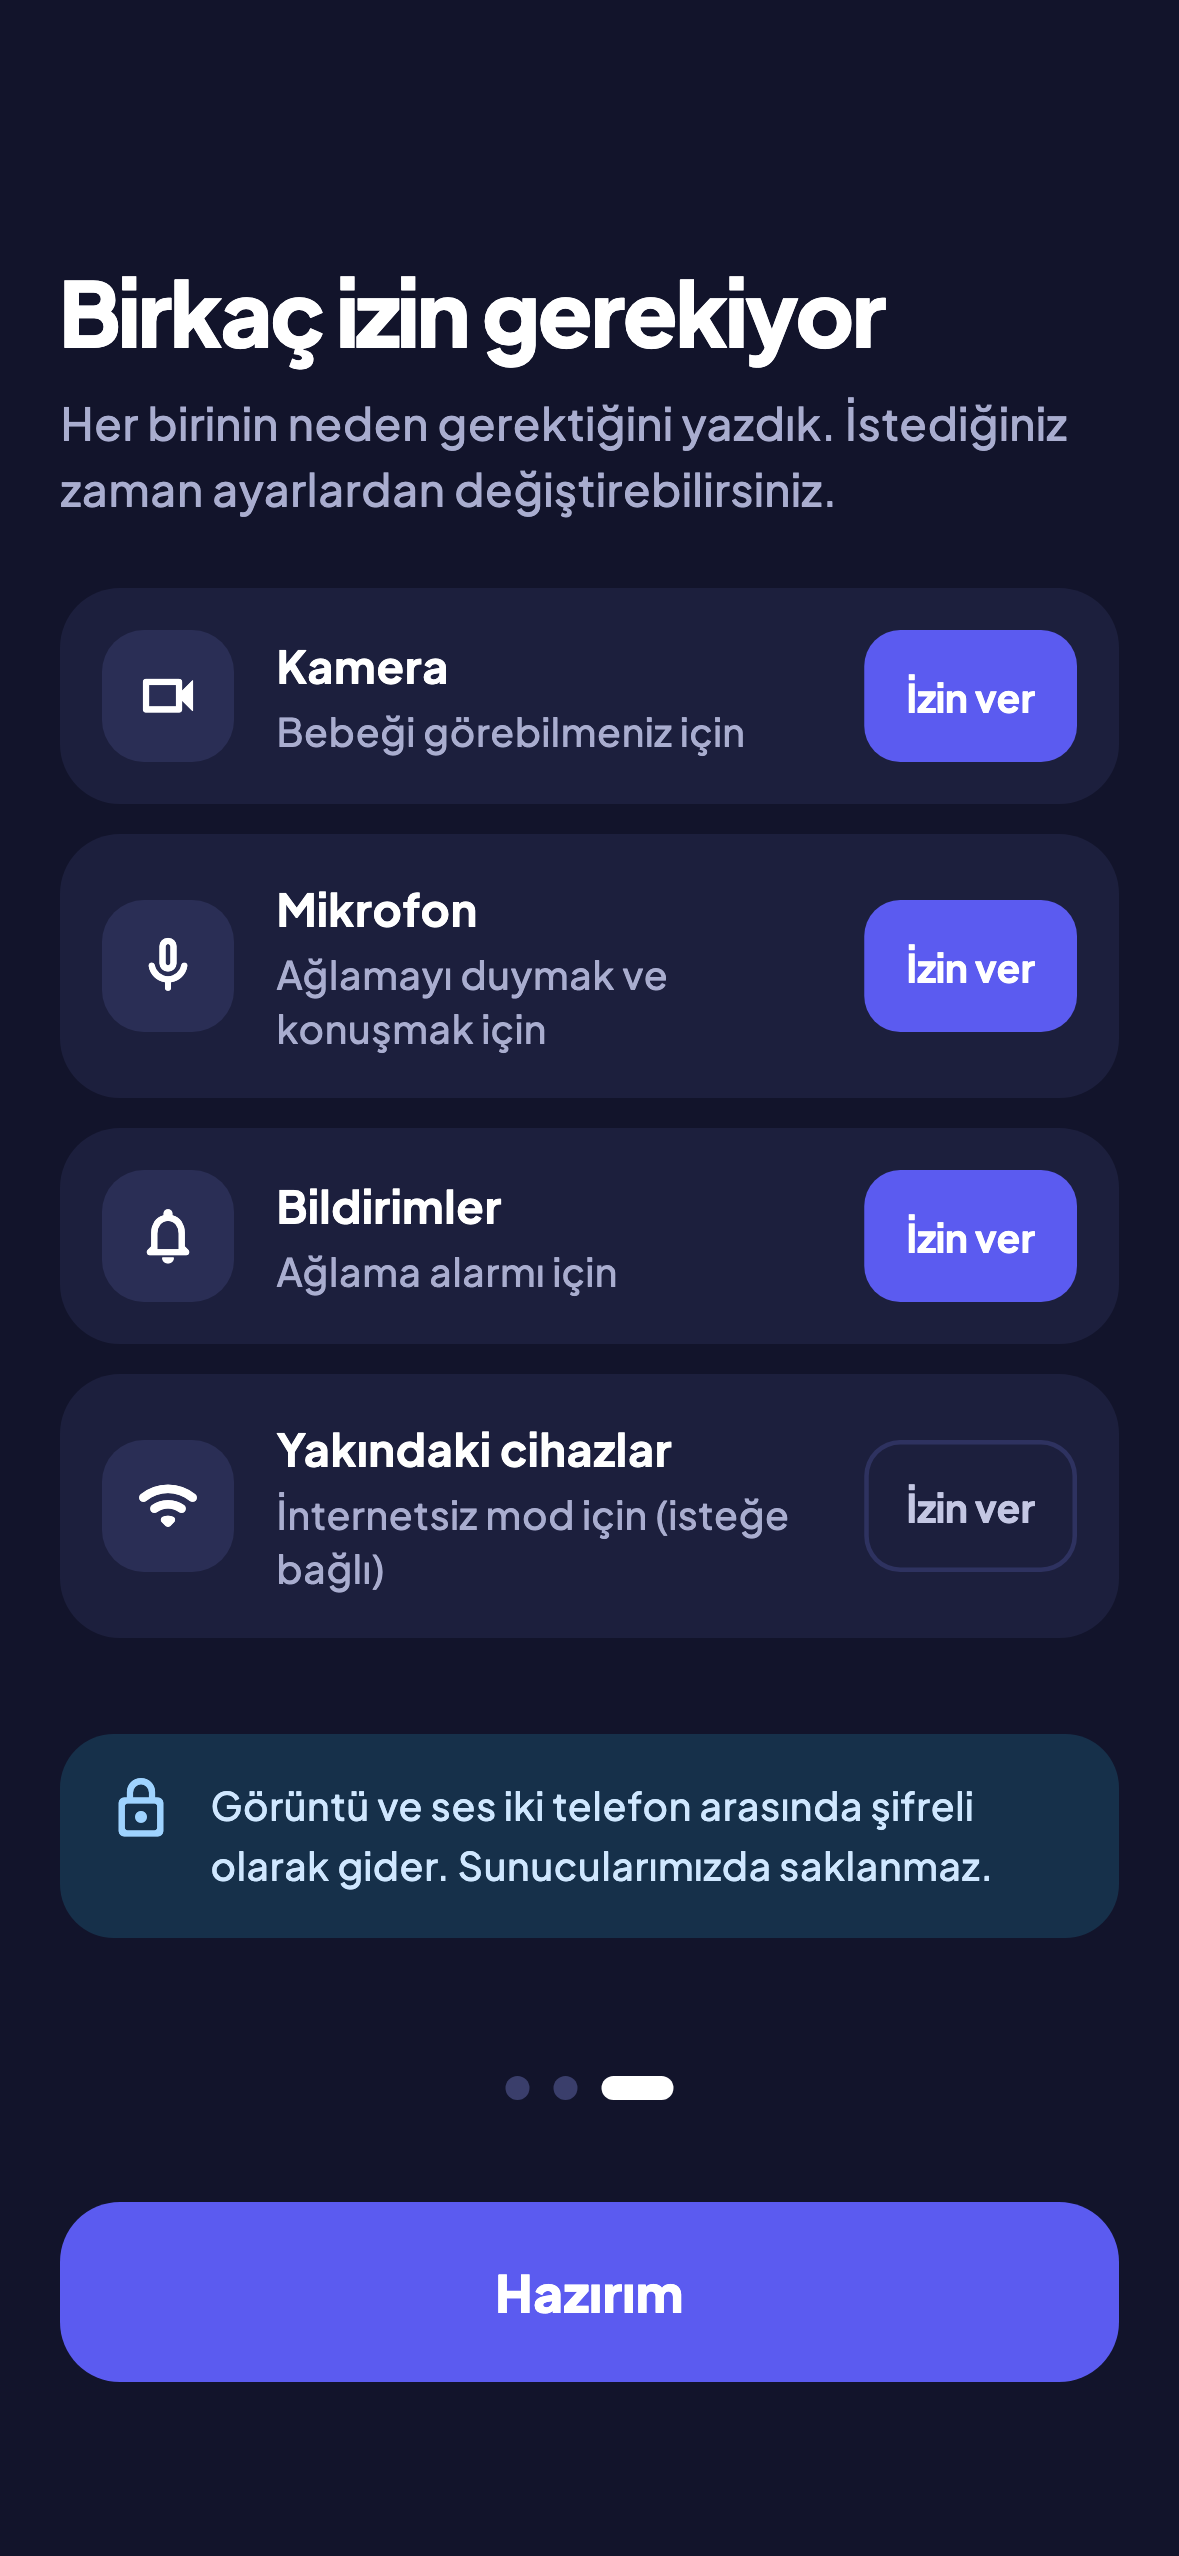 Birkaç izin gerekiyor
Her birinin neden gerektiğini yazdık. İstediğiniz
zaman ayarlardan değiştirebilirsiniz.
Kamera
Bebeği görebilmeniz için
İzin ver
Mikrofon
Ağlamayı duymak ve
konuşmak için
İzin ver
Bildirimler
Ağlama alarmı için
İzin ver
Yakındaki cihazlar
İnternetsiz mod için (isteğe
bağlı)
İzin ver
Görüntü ve ses iki telefon arasında şifreli
olarak gider. Sunucularımızda saklanmaz.
Hazırım